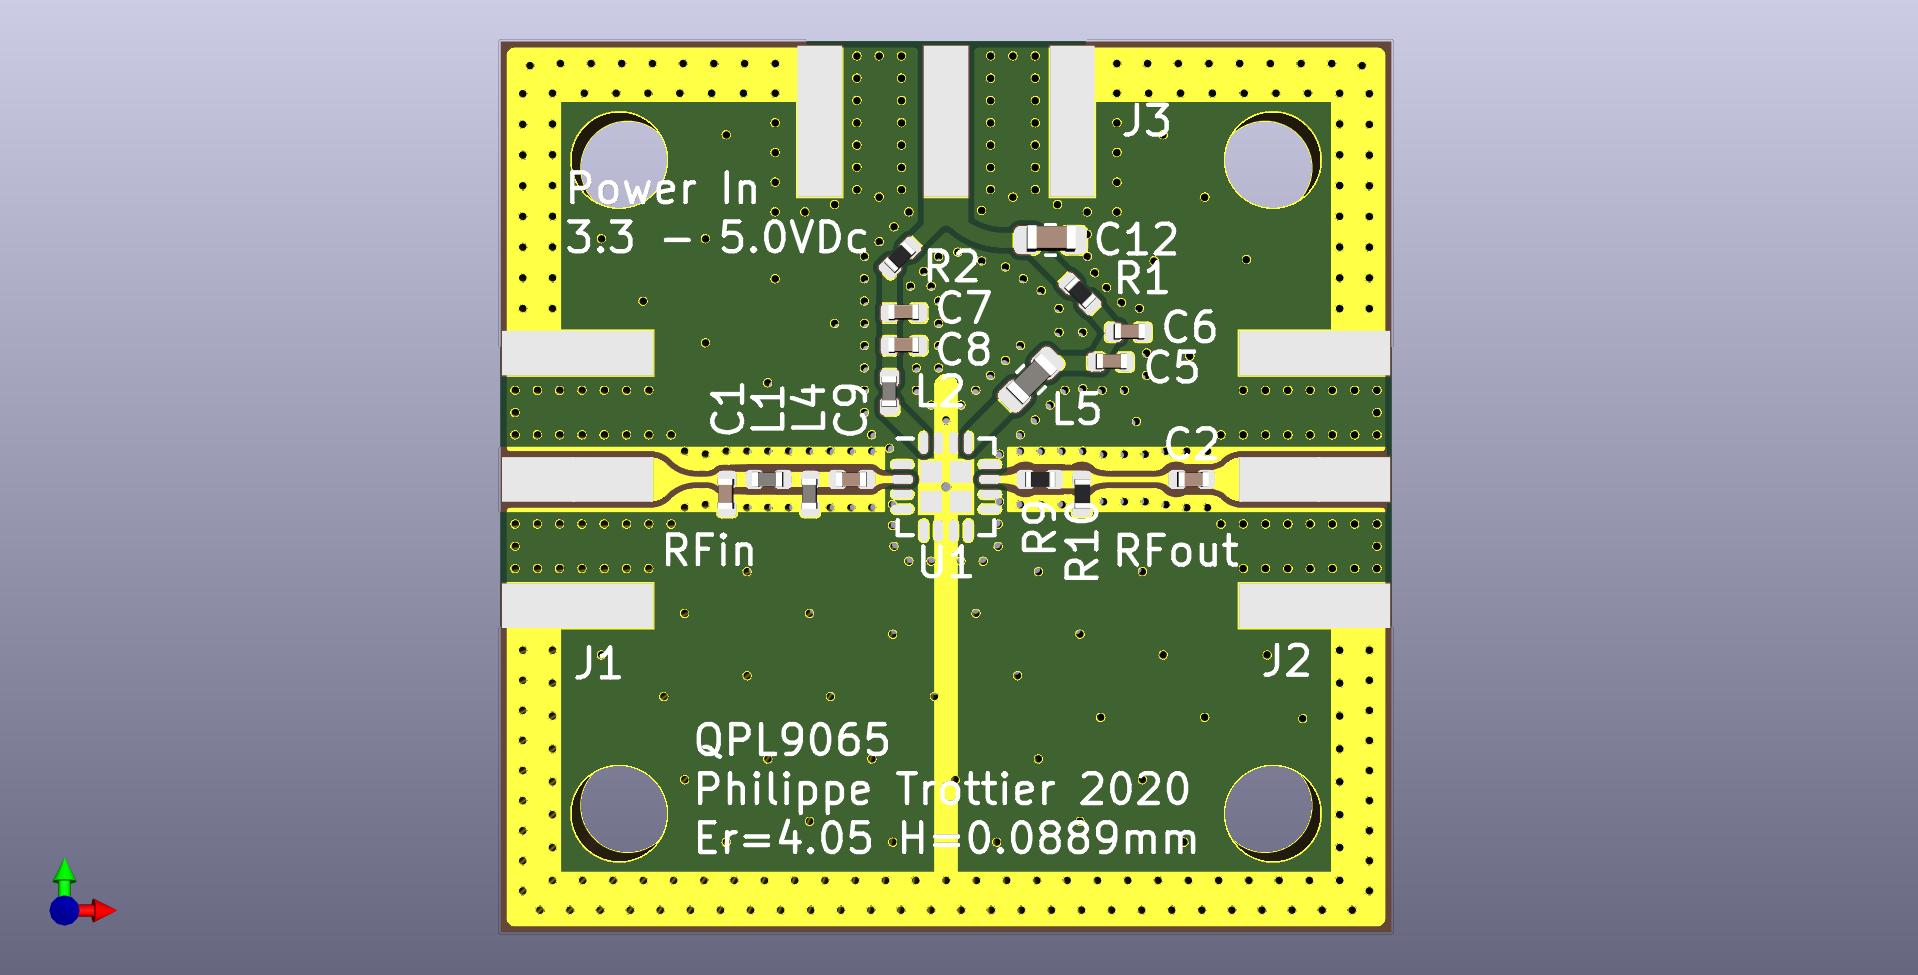 J3
Power In
3.3 - 5.0VDc
C12
R2
R1
C7
C6
C8
C5
C1
L1
L4
C9
L2
L5
C2
RFin
U1
R9
R10
RFout
J1
J2
QPL9065
Philippe Trottier 2020
Er=4.05 H=0.0889mm